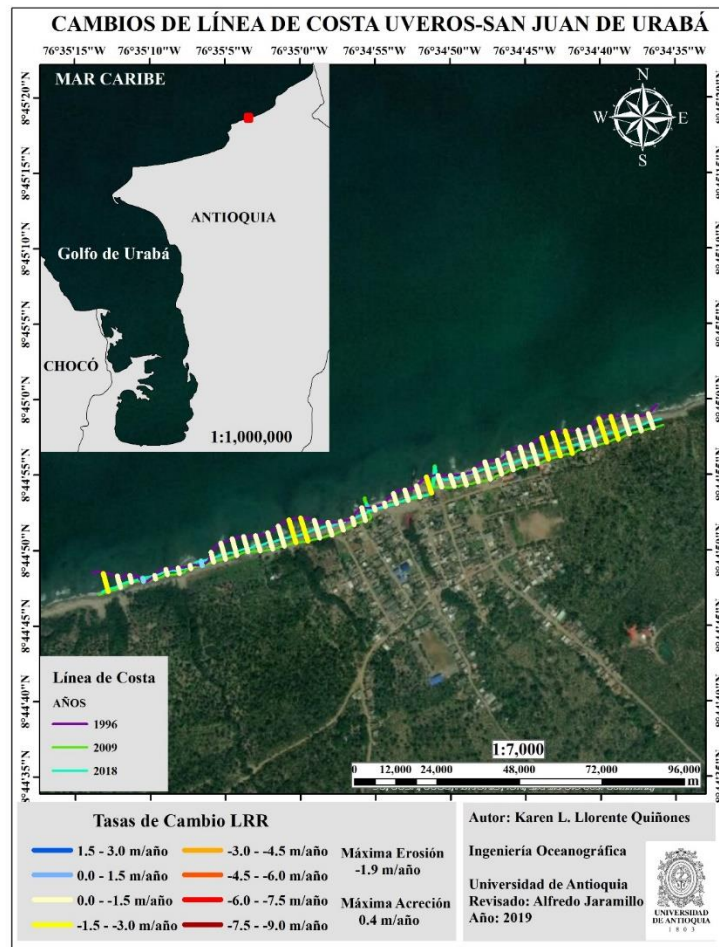 CAMBIOS DE LÍNEA DE COSTA UVEROS-SAN JUAN DE URABÁ
76°35'15"W 76°35'10"W 76°35'5"W 76°35'0"W 76°34'55"W 76°34'50"W 76°34'45"W 76°34'40"W 76°34'35"W
MAR CARIBE
N
W E
S
ANTIOQUIA
Golfo de Urabá
CHOCÓ
1:1,000,000
8°45'20"N
8°45'15"N
8°45'10"N
8°45'5"N
8°45'0"N
8°44'55"N
8°44'50"N
8°44'45"N
8°44'40"N
8°44'35"N
Línea de Costa
AÑOS
1996
2009
2018
1:7,000
0 12,000 24,000 48,000 72,000 96,000
m
Tasas de Cambio LRR
1.5 - 3.0 m/año
0.0 - 1.5 m/año
0.0 - -1.5 m/año
-1.5 - -3.0 m/año
-3.0 - -4.5 m/año
-4.5 - -6.0 m/año
-6.0 - -7.5 m/año
-7.5 - -9.0 m/año
Máxima Erosión
-1.9 m/año
Máxima Acreción
0.4 m/año
Autor: Karen L. Llorente Quiñones
Ingeniería Oceanográfica
Universidad de Antioquia
Revisado: Alfredo Jaramillo
Año: 2019
UNIVERSIDAD
DE ANTIOQUIA
1 8 0 3